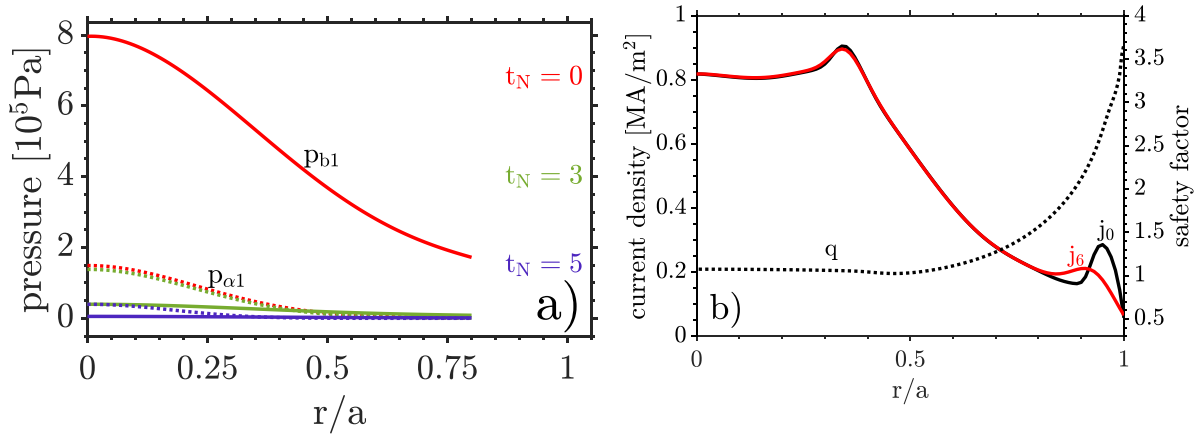 pressure [10^5Pa]
8
6
4
2
0
0
0.25
0.5
0.75
1
r/a
p_b1
p_α1
t_N = 0
t_N = 3
t_N = 5
a)
current density [MA/m²]
1
0.8
0.6
0.4
0.2
0
0
0.5
1
r/a
4
3.5
3
2.5
2
1.5
1
0.5
safety factor
q
j_0
j_6
b)